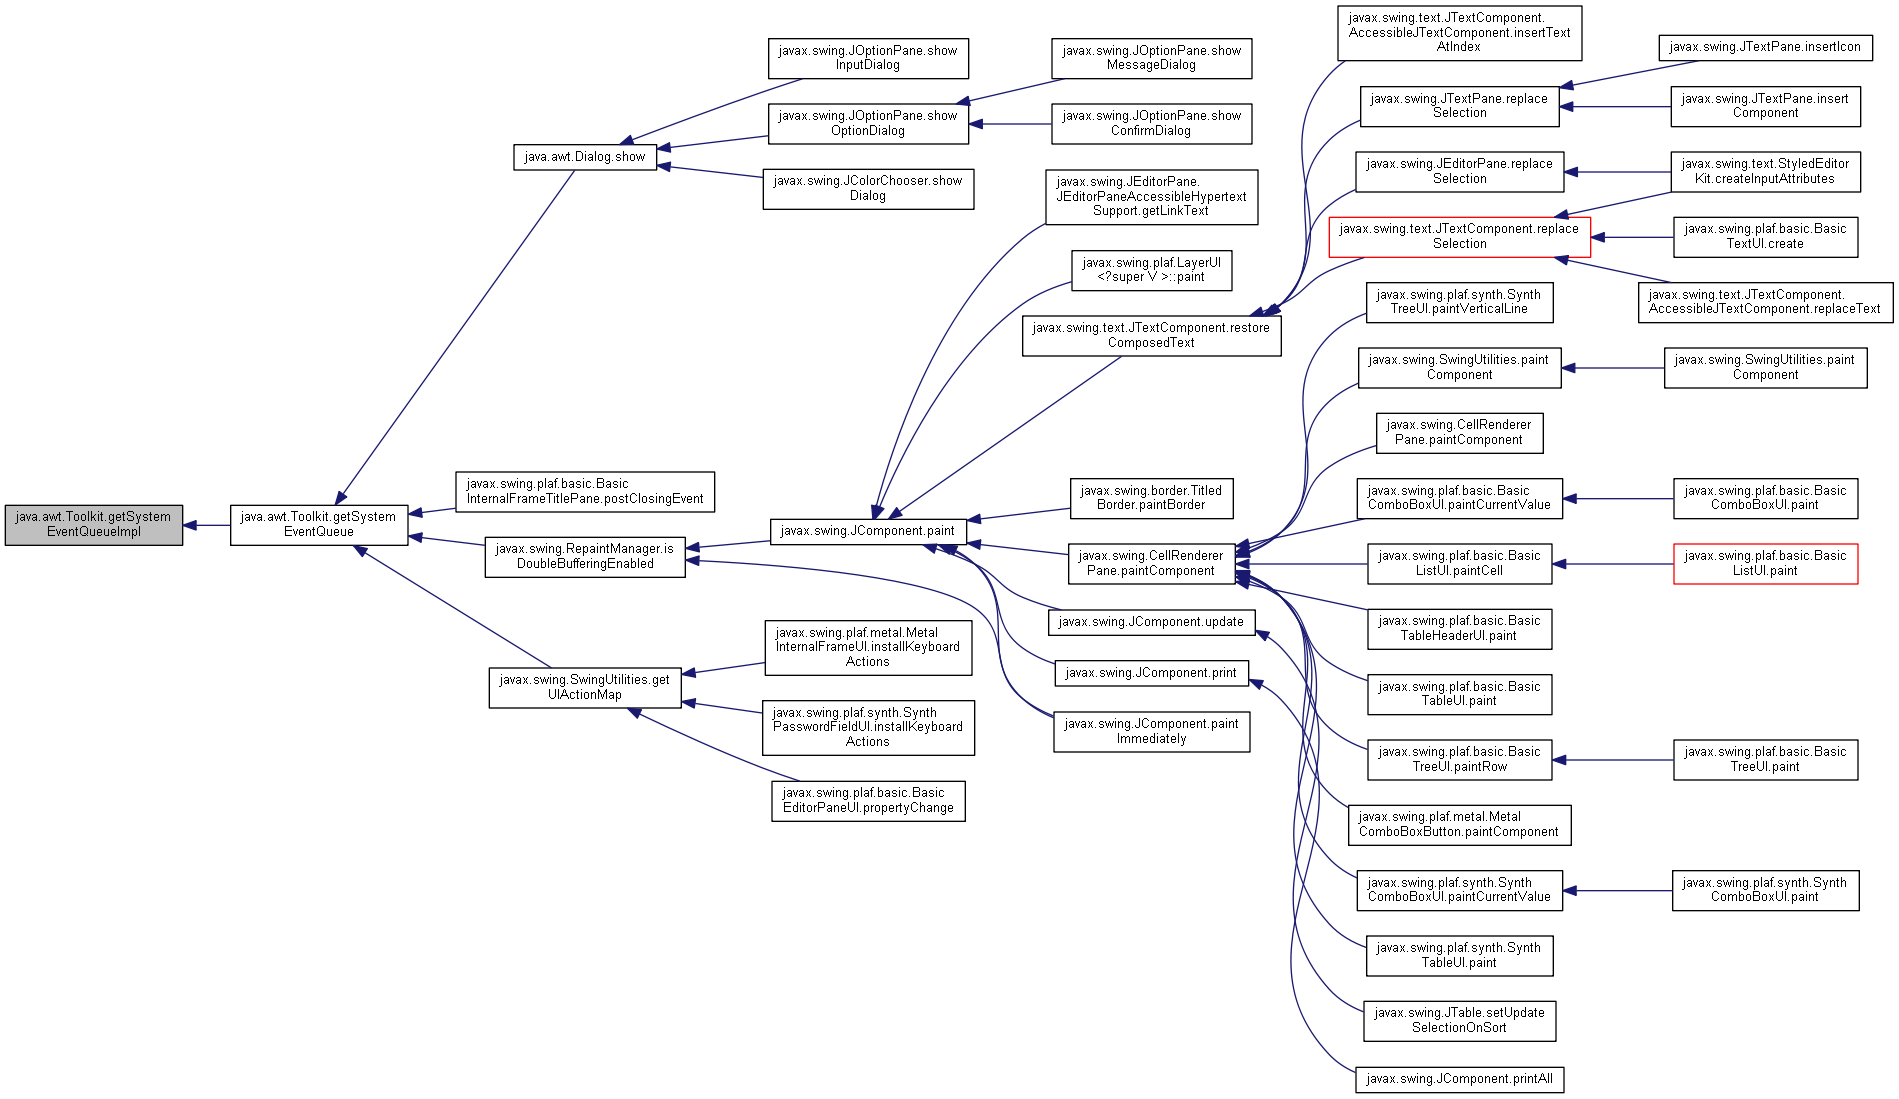 java.awt.Toolkit.getSystem
EventQueueImpl
java.awt.Toolkit.getSystem
EventQueue
java.awt.Dialog.show
javax.swing.plaf.basic.Basic
InternalFrameTitlePane.postClosingEvent
javax.swing.RepaintManager.is
DoubleBufferingEnabled
javax.swing.SwingUtilities.get
UIActionMap
javax.swing.JOptionPane.show
InputDialog
javax.swing.JOptionPane.show
OptionDialog
javax.swing.JColorChooser.show
Dialog
javax.swing.JComponent.paint
javax.swing.plaf.metal.Metal
InternalFrameUI.installKeyboard
Actions
javax.swing.plaf.synth.Synth
PasswordFieldUI.installKeyboard
Actions
javax.swing.plaf.basic.Basic
EditorPaneUI.propertyChange
javax.swing.JOptionPane.show
MessageDialog
javax.swing.JOptionPane.show
ConfirmDialog
javax.swing.JEditorPane.
JEditorPaneAccessibleHypertext
Support.getLinkText
javax.swing.plaf.LayerUI
<?super V >::paint
javax.swing.text.JTextComponent.restore
ComposedText
javax.swing.border.Titled
Border.paintBorder
javax.swing.CellRenderer
Pane.paintComponent
javax.swing.JComponent.update
javax.swing.JComponent.print
javax.swing.JComponent.paint
Immediately
javax.swing.text.JTextComponent.
AccessibleJTextComponent.insertText
AtIndex
javax.swing.JTextPane.replace
Selection
javax.swing.JEditorPane.replace
Selection
javax.swing.text.JTextComponent.replace
Selection
javax.swing.plaf.synth.Synth
TreeUI.paintVerticalLine
javax.swing.SwingUtilities.paint
Component
javax.swing.CellRenderer
Pane.paintComponent
javax.swing.plaf.basic.Basic
ComboBoxUI.paintCurrentValue
javax.swing.plaf.basic.Basic
ListUI.paintCell
javax.swing.plaf.basic.Basic
TableHeaderUI.paint
javax.swing.plaf.basic.Basic
TableUI.paint
javax.swing.plaf.basic.Basic
TreeUI.paintRow
javax.swing.plaf.metal.Metal
ComboBoxButton.paintComponent
javax.swing.plaf.synth.Synth
ComboBoxUI.paintCurrentValue
javax.swing.plaf.synth.Synth
TableUI.paint
javax.swing.JTable.setUpdate
SelectionOnSort
javax.swing.JComponent.printAll
javax.swing.JTextPane.insertIcon
javax.swing.JTextPane.insert
Component
javax.swing.text.StyledEditor
Kit.createInputAttributes
javax.swing.plaf.basic.Basic
TextUI.create
javax.swing.text.JTextComponent.
AccessibleJTextComponent.replaceText
javax.swing.SwingUtilities.paint
Component
javax.swing.plaf.basic.Basic
ComboBoxUI.paint
javax.swing.plaf.basic.Basic
ListUI.paint
javax.swing.plaf.basic.Basic
TreeUI.paint
javax.swing.plaf.synth.Synth
ComboBoxUI.paint